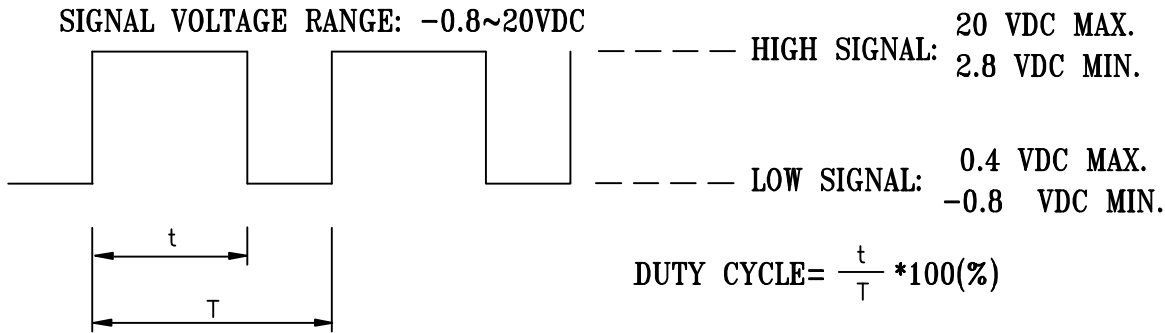 SIGNAL VOLTAGE RANGE: -0.8~20VDC
HIGH SIGNAL: 20 VDC MAX.
2.8 VDC MIN.
LOW SIGNAL: 0.4 VDC MAX.
-0.8 VDC MIN.
t
T
DUTY CYCLE= t/T *100(%)